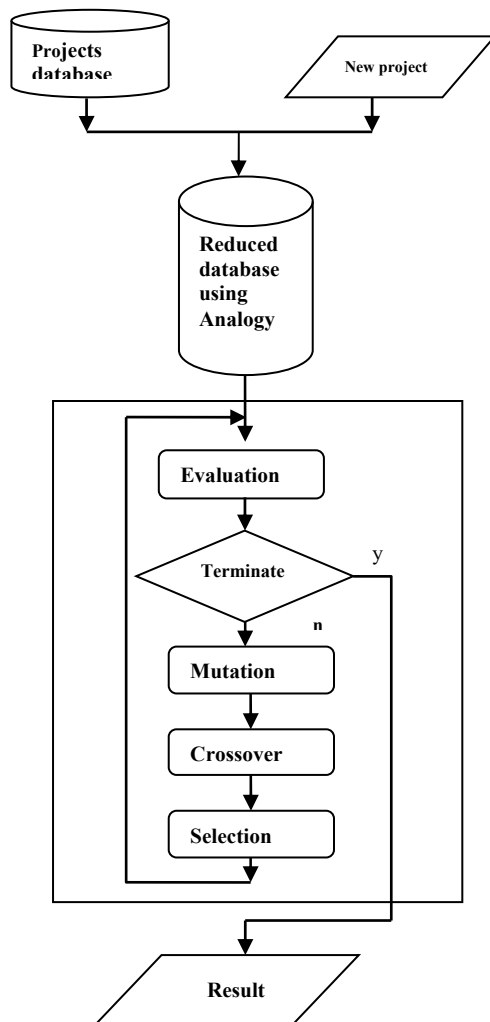 Projects
database
New project
Reduced
database
using
Analogy
Evaluation
Terminate
y
n
Mutation
Crossover
Selection
Result